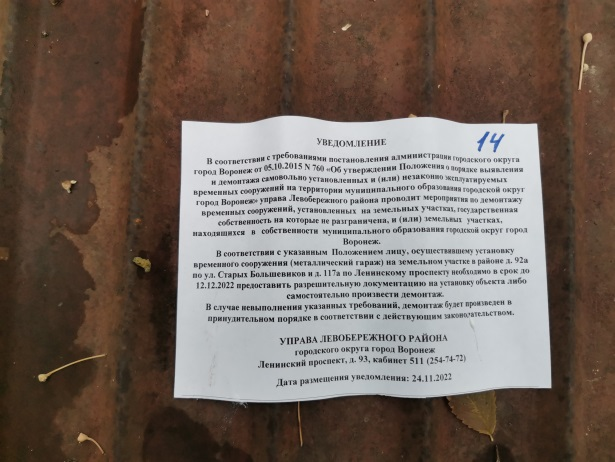 14
УВЕДОМЛЕНИЕ
В соответствии с требованиями постановления администрации городского округа
город Воронеж от 05.10.2015 N 760 «Об утверждении Положения о порядке выявления
и демонтажа самовольно установленных и (или) незаконно эксплуатируемых
временных сооружений на территории муниципального образования городской округ
город Воронеж» управа Левобережного района проводит мероприятия по демонтажу
временных сооружений, установленных на земельных участках, государственная
собственность на которые не разграничена, и (или) земельных участках,
находящихся в собственности муниципального образования городской округ город
Воронеж.
В соответствии с указанным Положением лицу, осуществившему установку
временного сооружения (металлический гараж) на земельном участке в районе д. 92а
по ул. Старых Большевиков и д. 117а по Ленинскому проспекту необходимо в срок до
12.12.2022 предоставить разрешительную документацию на установку объекта либо
самостоятельно произвести демонтаж.
В случае невыполнения указанных требований, демонтаж будет произведен в
принудительном порядке в соответствии с действующим законодательством.
УПРАВА ЛЕВОБЕРЕЖНОГО РАЙОНА
городского округа город Воронеж
Ленинский проспект, д. 93, кабинет 511 (254-74-72)
Дата размещения уведомления: 24.11.2022